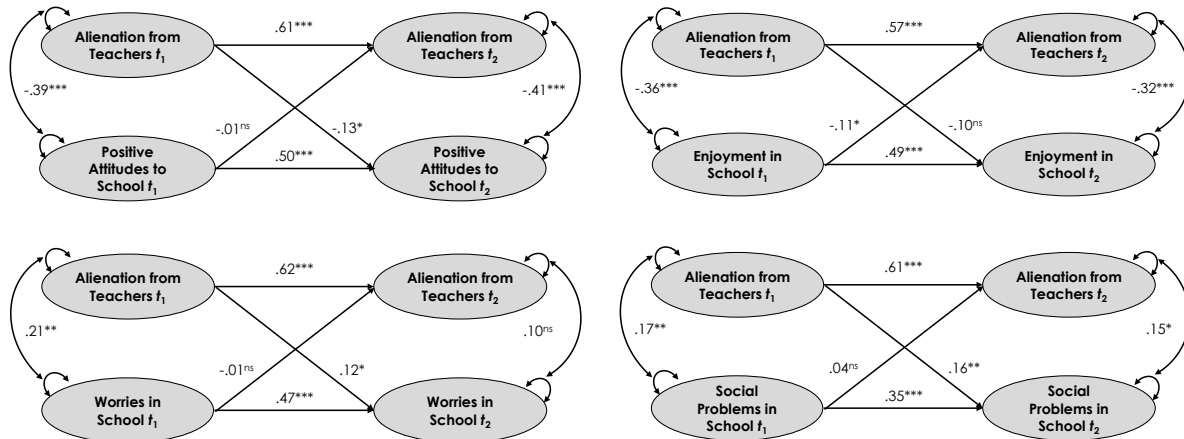 Alienation from
Teachers t1
.61***
Alienation from
Teachers t2
-.39***
-.41***
-.01ns
-.13*
Positive
Attitudes to
School t1
.50***
Positive
Attitudes to
School t2
Alienation from
Teachers t1
.57***
Alienation from
Teachers t2
-.36***
-.32***
-.11*
-.10ns
Enjoyment in
School t1
.49***
Enjoyment in
School t2
Alienation from
Teachers t1
.62***
Alienation from
Teachers t2
.21**
.10ns
-.01ns
.12*
Worries in
School t1
.47***
Worries in
School t2
Alienation from
Teachers t1
.61***
Alienation from
Teachers t2
.17**
.15*
.04ns
.16**
Social
Problems in
School t1
.35***
Social
Problems in
School t2